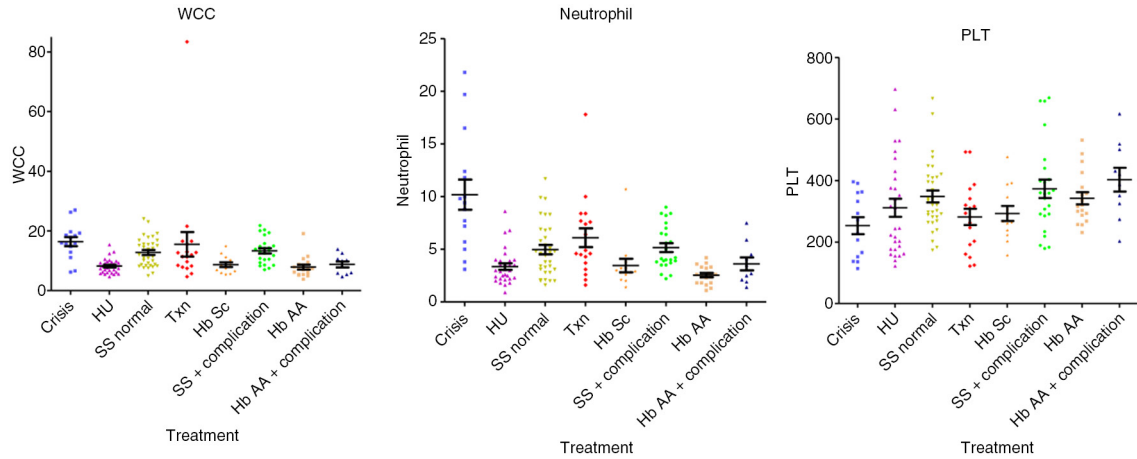 WCC
WCC
80
60
40
20
0
Crisis
HU
SS normal
Txn
Hb Sc
SS + complication
Hb AA
Hb AA + complication
Treatment
Neutrophil
Neutrophil
25
20
15
10
5
0
Crisis
HU
SS normal
Txn
Hb Sc
SS + complication
Hb AA
Hb AA + complication
Treatment
PLT
PLT
800
600
400
200
0
Crisis
HU
SS normal
Txn
Hb Sc
SS + complication
Hb AA
Hb AA + complication
Treatment